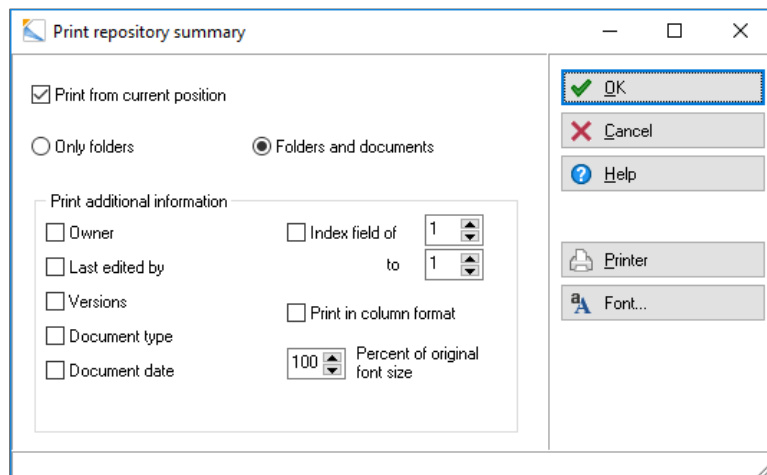 Print repository summary
Print from current position
Only folders
Folders and documents
Print additional information
Owner
Last edited by
Versions
Document type
Document date
Index field of
1
to
1
Print in column format
100
Percent of original
font size
OK
Cancel
Help
Printer
aA Font...